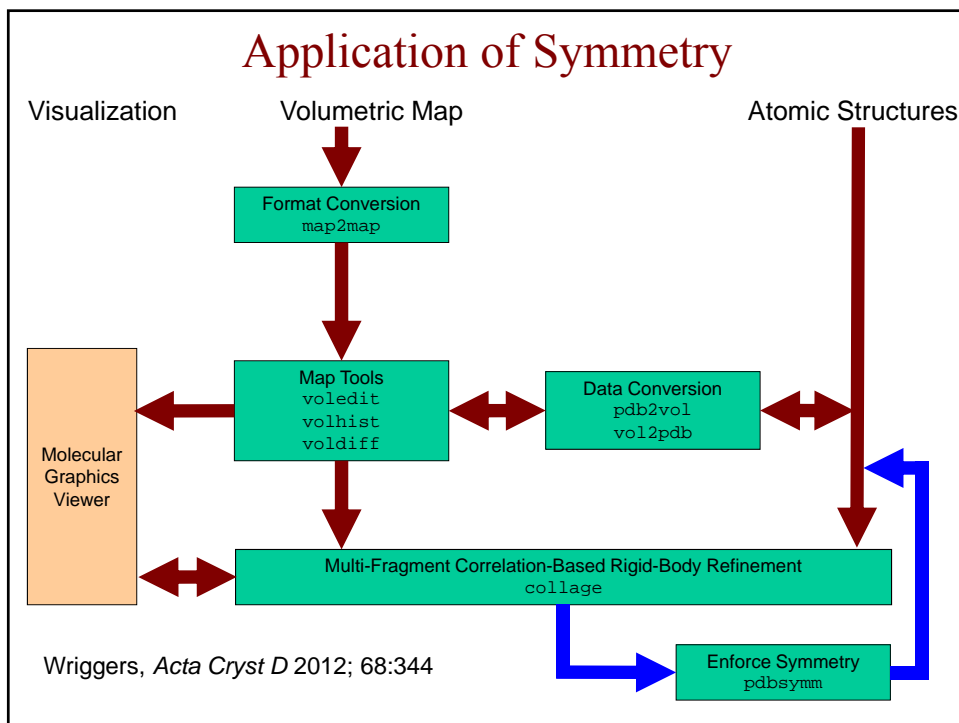 Application of Symmetry
Visualization
Volumetric Map
Atomic Structures
Format Conversion
map2map
Map Tools
voledit
volhist
voldiff
Data Conversion
pdb2vol
vol2pdb
Molecular
Graphics
Viewer
Multi-Fragment Correlation-Based Rigid-Body Refinement
collage
Enforce Symmetry
pdbsymm
Wriggers, Acta Cryst D 2012; 68:344